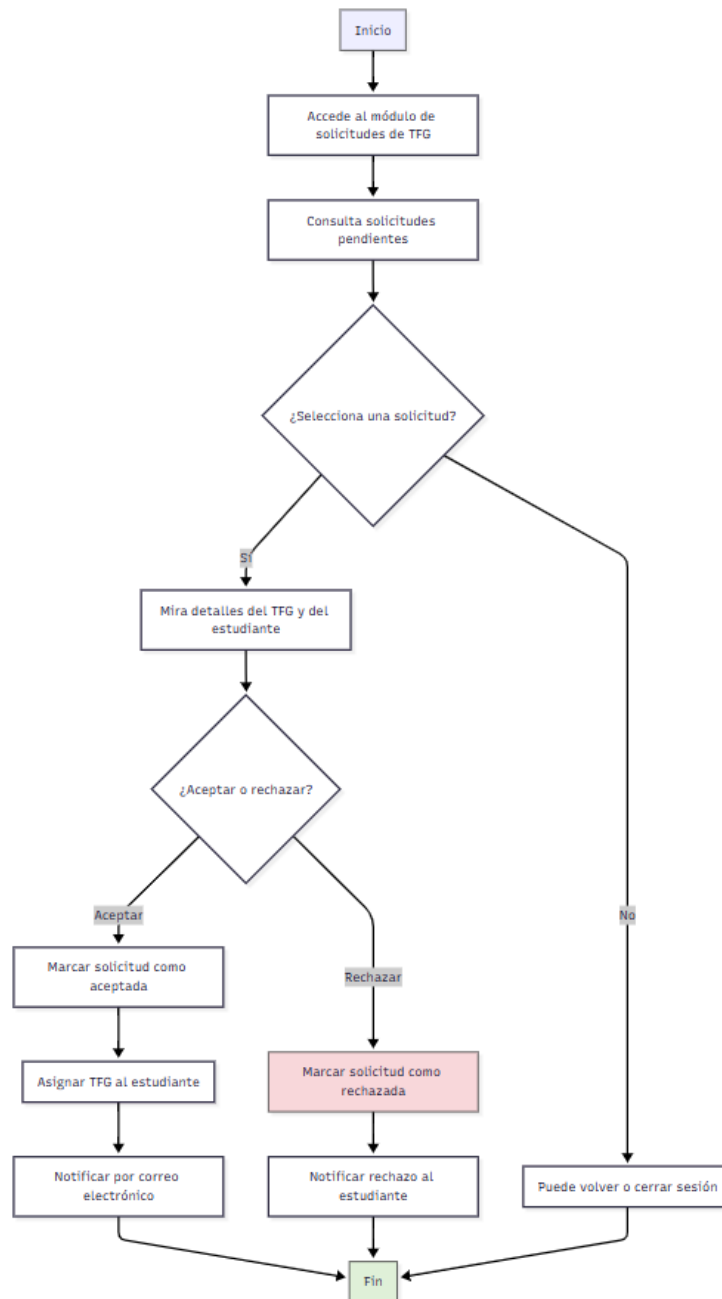 Inicio
Accede al módulo de
solicitudes de TFG
Consulta solicitudes
pendientes
¿Selecciona una solicitud?
Sí
Mira detalles del TFG y del
estudiante
¿Aceptar o rechazar?
Aceptar
No
Marcar solicitud como
aceptada
Rechazar
Asignar TFG al estudiante
Marcar solicitud como
rechazada
Notificar por correo
electrónico
Notificar rechazo al
estudiante
Puede volver o cerrar sesión
Fin